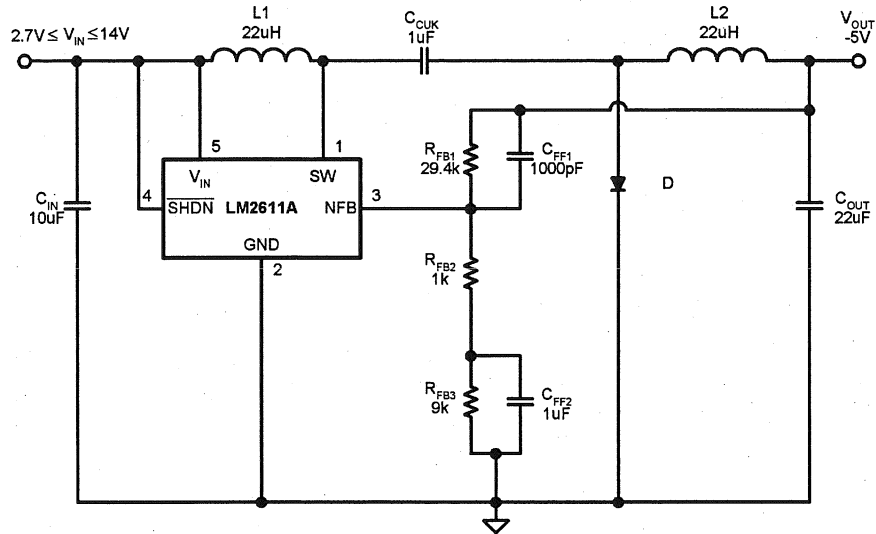 2.7V ≤ VIN ≤14V
L1
22uH
CCUK
1uF
L2
22uH
VOUT
-5V
5
1
VIN
SW
RFB1
29.4k
CFF1
1000pF
D
CIN
10uF
4
SHDN
LM2611A
NFB
3
COUT
22uF
GND
2
RFB2
1k
RFB3
9k
CFF2
1uF